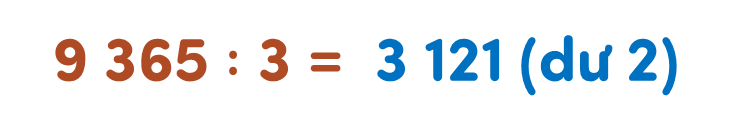 9 365 : 3 = 3 121 (dư 2)